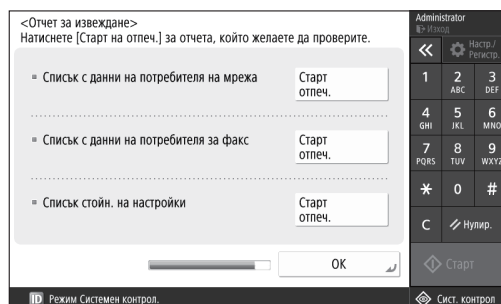 <Отчет за извеждане>
Натиснете [Старт на отпеч.] за отчета, който желаете да проверите.
Списък с данни на потребителя на мрежа
Старт
отпеч.
Списък с данни на потребителя за факс
Старт
отпеч.
Списък стойн. на настройки
Старт
отпеч.
OK
ID Режим Системен контрол.
Administrator
Изход
Настр./
Регистр.
1 2 3
ABC DEF
4 5 6
GHI JKL MNO
7 8 9
PQRS TUV WXYZ
* 0 #
C Нулир.
Старт
Сист. контрол